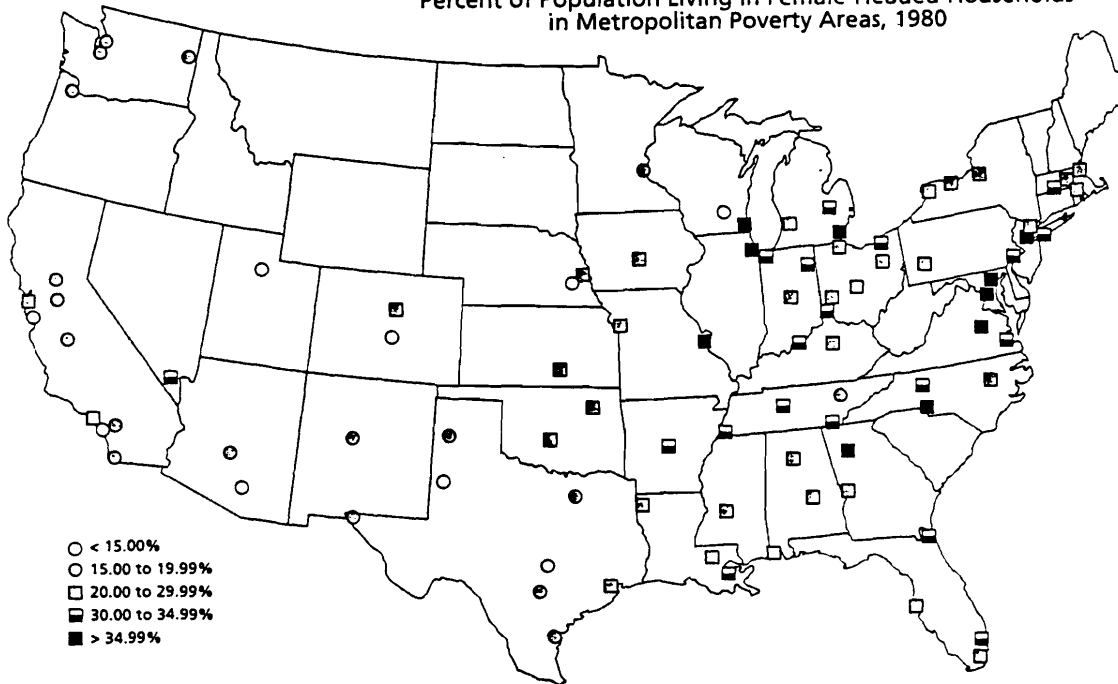 Percent of Population Living in Female-Headed Households
in Metropolitan Poverty Areas, 1980
< 15.00%
15.00 to 19.99%
20.00 to 29.99%
30.00 to 34.99%
> 34.99%